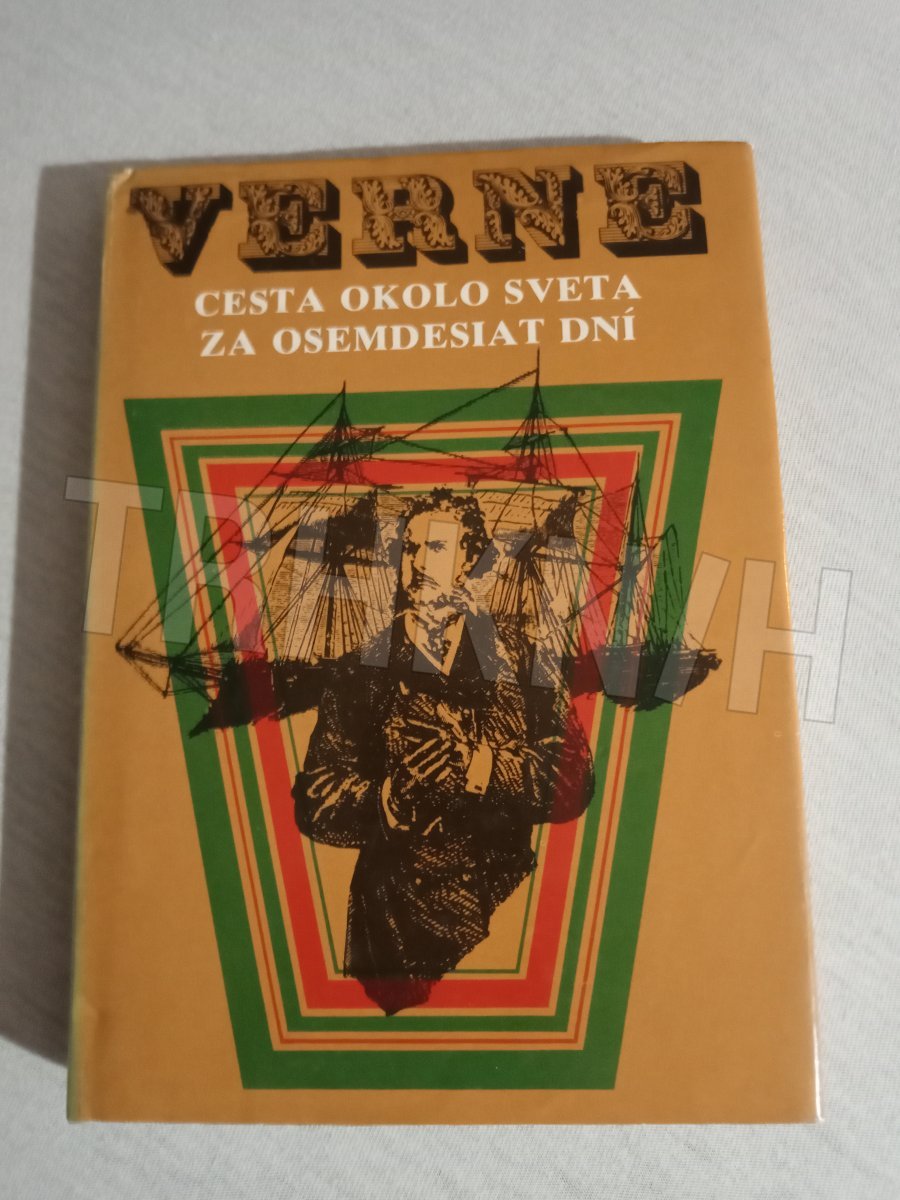 VERNE
CESTA OKOLO SVETA
ZA OSEMDESIAT DNÍ